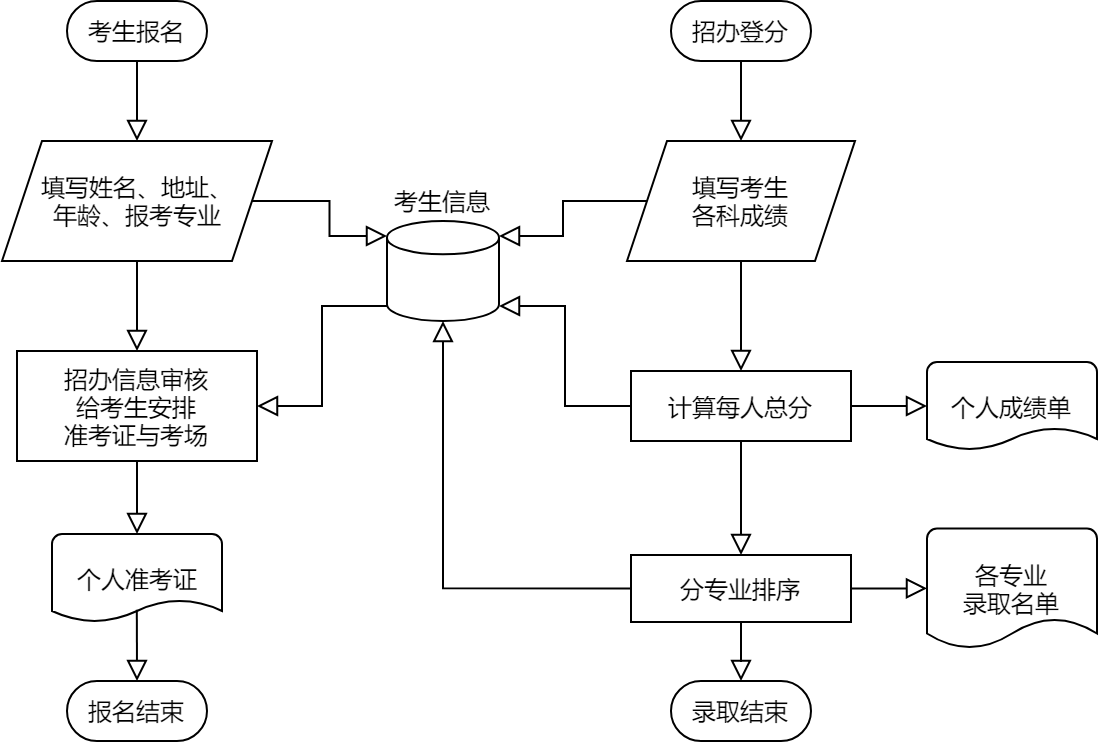 考生报名
招办登分
填写姓名、地址、
年龄、报考专业
考生信息
填写考生
各科成绩
招办信息审核
给考生安排
准考证与考场
计算每人总分
个人成绩单
个人准考证
分专业排序
各专业
录取名单
报名结束
录取结束